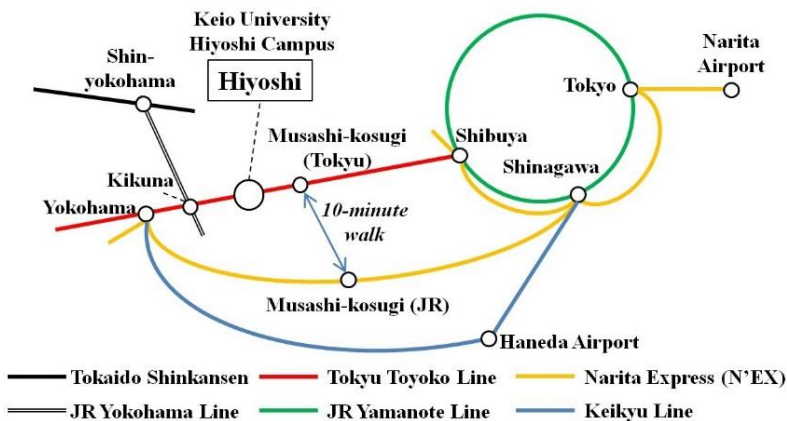 Keio University
Hiyoshi Campus
Hiyoshi
Shin-
yokohama
Narita
Airport
Tokyo
Musashi-kosugi
(Tokyu)
Shibuya
Shinagawa
Kikuna
Yokohama
10-minute
walk
Musashi-kosugi (JR)
Haneda Airport
Tokaido Shinkansen
Tokyu Toyoko Line
Narita Express (N'EX)
JR Yokohama Line
JR Yamanote Line
Keikyu Line